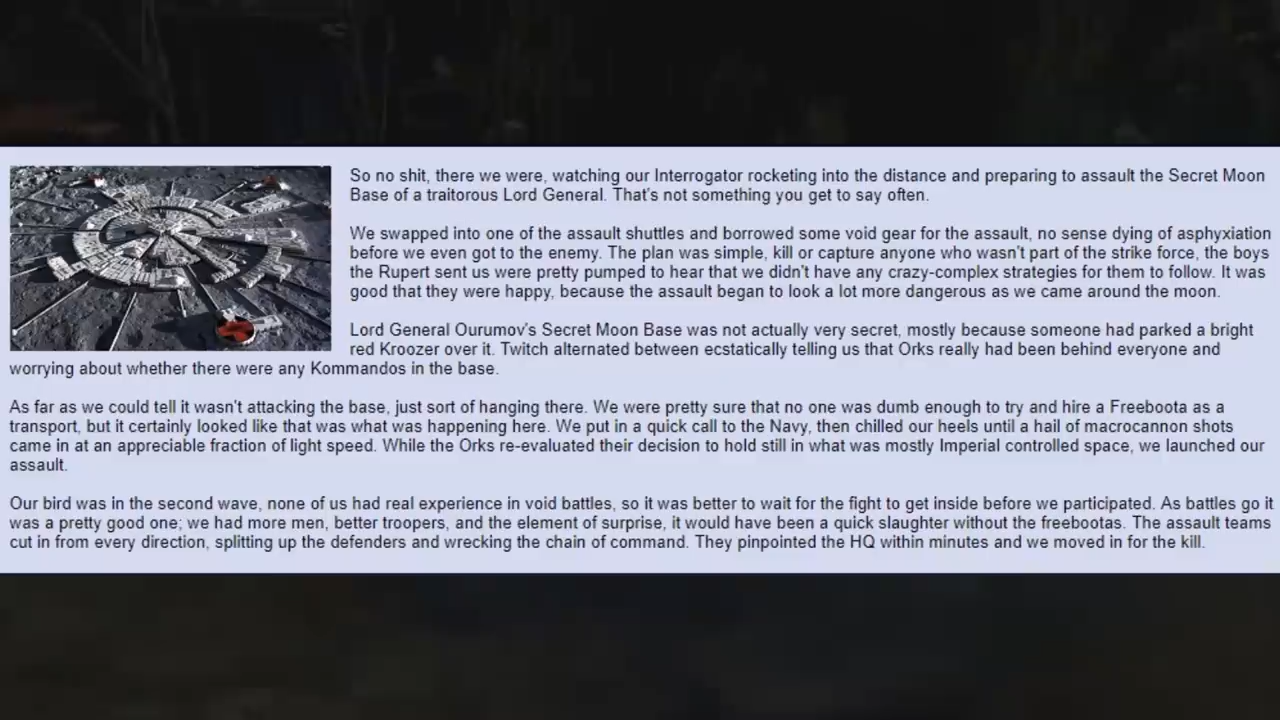 So no shit, there we were, watching our Interrogator rocketing into the distance and preparing to assault the Secret Moon
Base of a traitorous Lord General. That's not something you get to say often.
We swapped into one of the assault shuttles and borrowed some void gear for the assault, no sense dying of asphyxiation
before we even got to the enemy. The plan was simple, kill or capture anyone who wasn't part of the strike force, the boys
the Rupert sent us were pretty pumped to hear that we didn't have any crazy-complex strategies for them to follow. It was
good that they were happy, because the assault began to look a lot more dangerous as we came around the moon.
Lord General Ourumov's Secret Moon Base was not actually very secret, mostly because someone had parked a bright
red Kroozer over it. Twitch alternated between ecstatically telling us that Orks really had been behind everyone and
worrying about whether there were any Kommandos in the base.
As far as we could tell it wasn't attacking the base, just sort of hanging there. We were pretty sure that no one was dumb enough to try and hire a Freeboota as a
transport, but it certainly looked like that was what was happening here. We put in a quick call to the Navy, then chilled our heels until a hail of macrocannon shots
came in at an appreciable fraction of light speed. While the Orks re-evaluated their decision to hold still in what was mostly Imperial controlled space, we launched our
assault.
Our bird was in the second wave, none of us had real experience in void battles, so it was better to wait for the fight to get inside before we participated. As battles go it
was a pretty good one; we had more men, better troopers, and the element of surprise, it would have been a quick slaughter without the freebootas. The assault teams
cut in from every direction, splitting up the defenders and wrecking the chain of command. They pinpointed the HQ within minutes and we moved in for the kill.